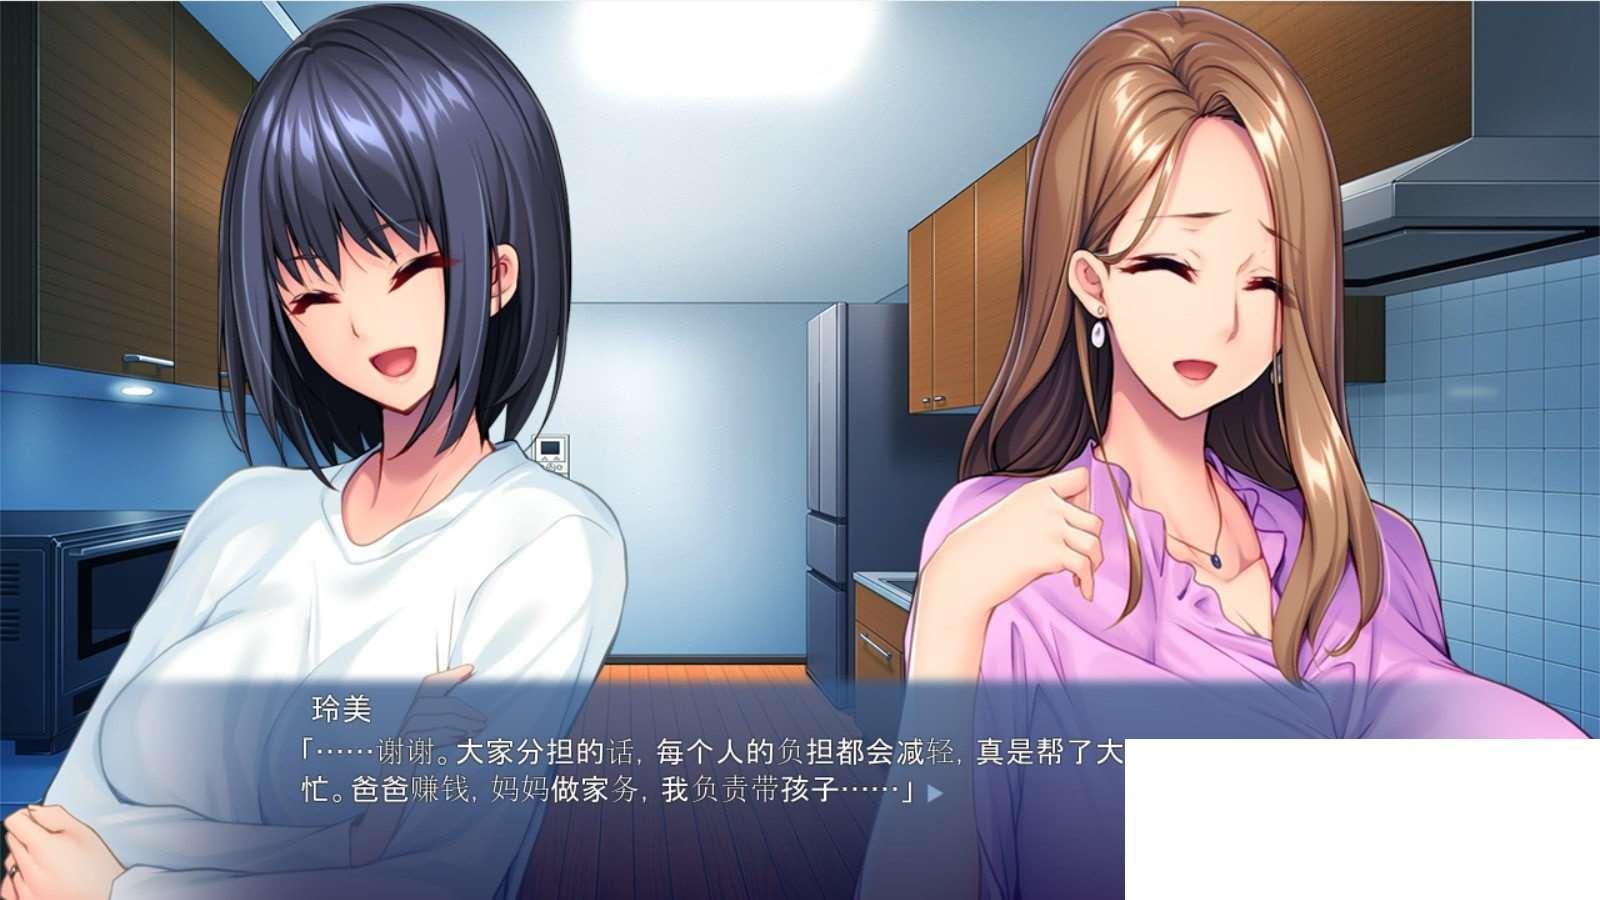 玲美
「……谢谢。大家分担的话，每个人的负担都会减轻，真是帮了大
忙。爸爸赚钱，妈妈做家务，我负责带孩子……」